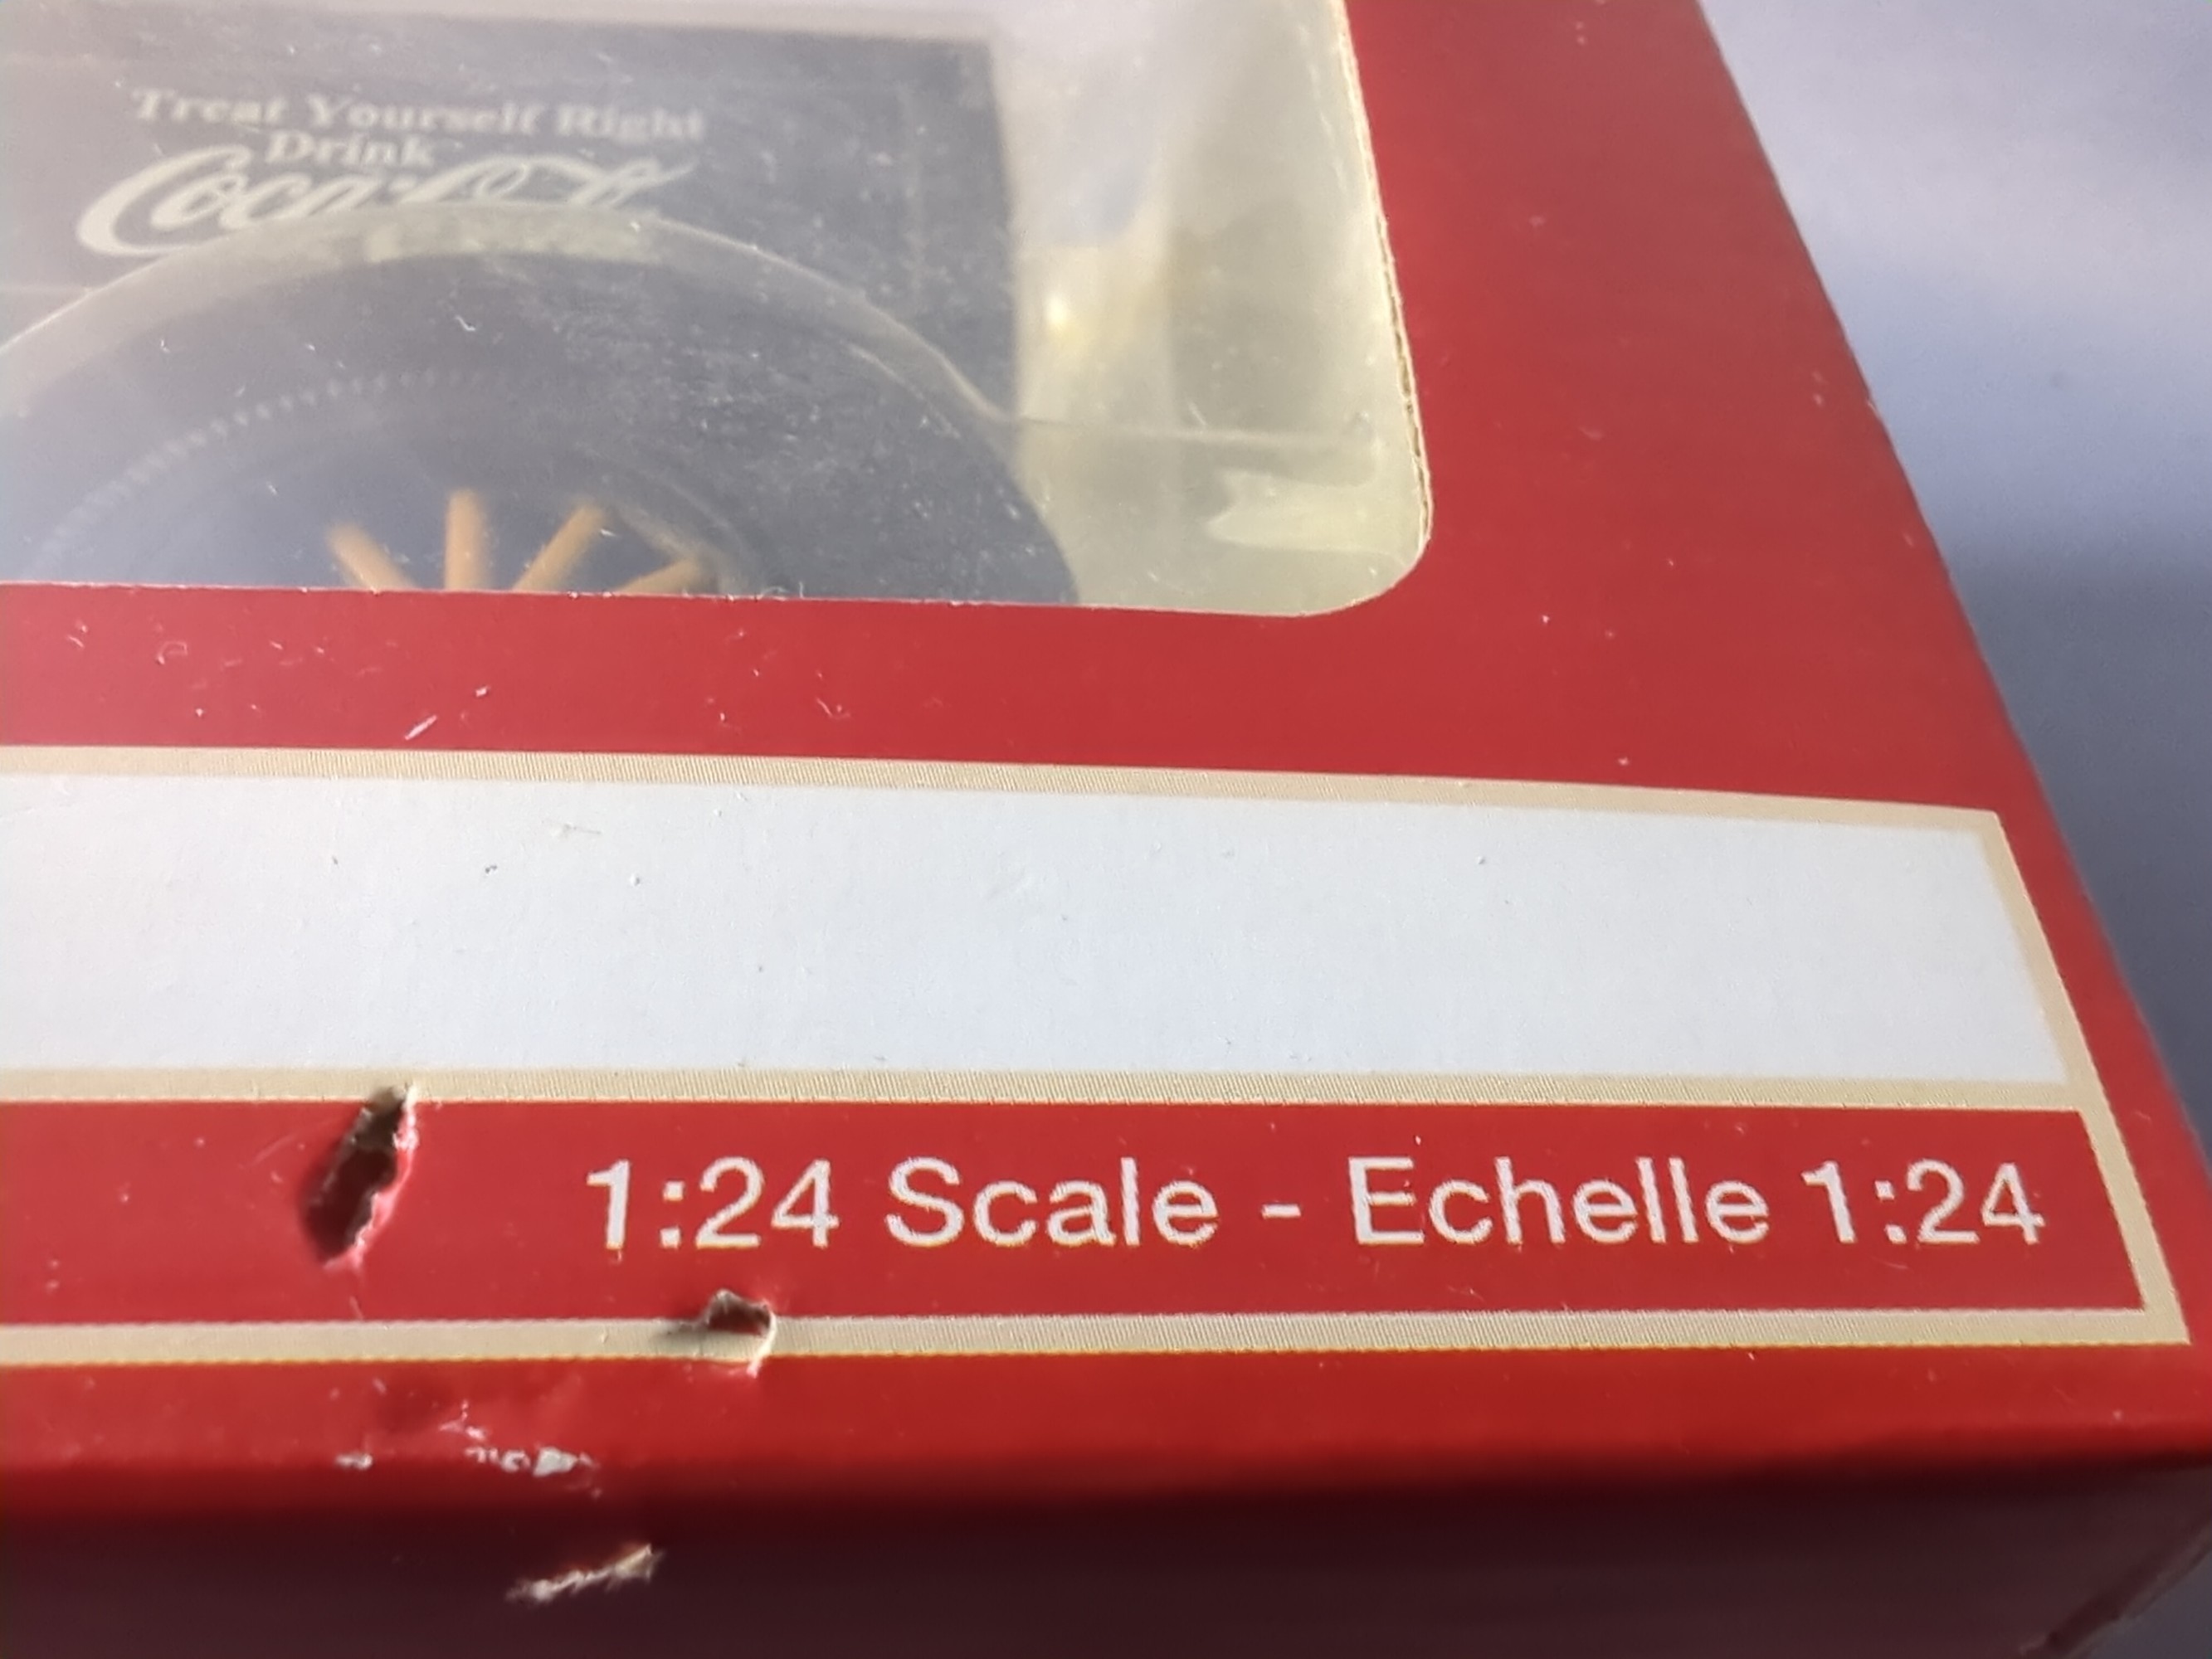 Treat Yourself Right
Drink
Coca-Cola
1:24 Scale - Echelle 1:24